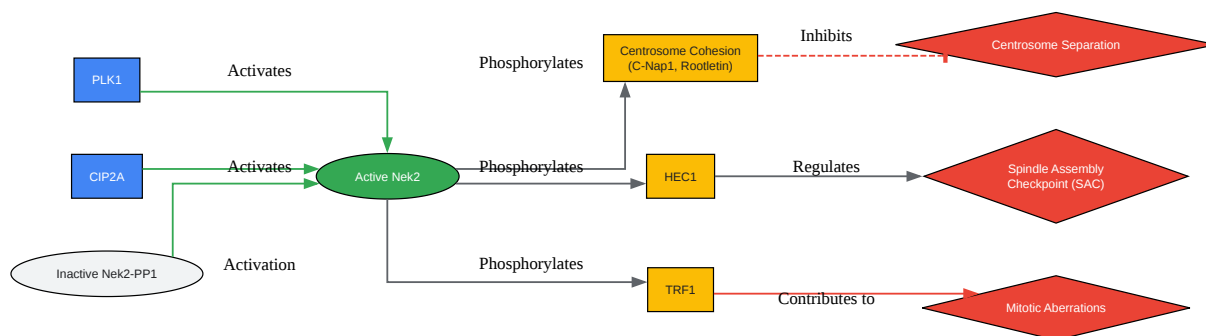 Inhibits
Centrosome Cohesion
(C-Nap1, Rootletin)
Centrosome Separation
Phosphorylates
Activates
PLK1
Activates
Phosphorylates
Regulates
CIP2A
Active Nek2
HEC1
Spindle Assembly
Checkpoint (SAC)
Inactive Nek2-PP1
Activation
Phosphorylates
TRF1
Contributes to
Mitotic Aberrations